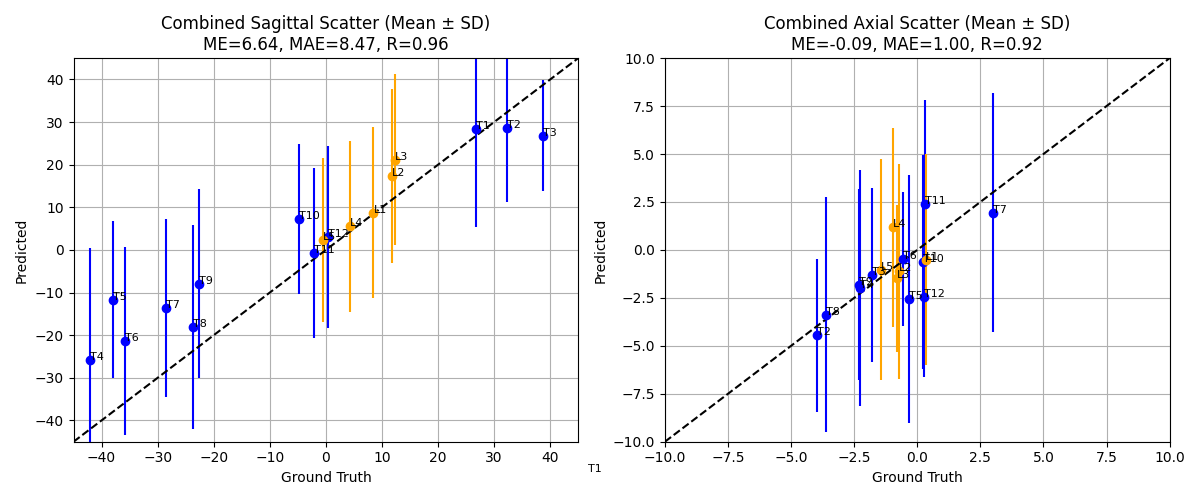 Combined Sagittal Scatter (Mean ± SD)
ME=6.64, MAE=8.47, R=0.96
Predicted
40
30
20
10
0
−10
−20
−30
−40
T1
T2
T3
L3
L2
T10
L4
L1
T12
T11
T9
T5
T7
T8
T6
T4
−40
−30
−20
−10
0
10
20
30
40
Ground Truth
T1
Combined Axial Scatter (Mean ± SD)
ME=-0.09, MAE=1.00, R=0.92
Predicted
10.0
7.5
5.0
2.5
0.0
−2.5
−5.0
−7.5
−10.0
T11
T7
L4
T6
L5
T10
L3
T5
T12
T8
T2
−10.0
−7.5
−5.0
−2.5
0.0
2.5
5.0
7.5
10.0
Ground Truth